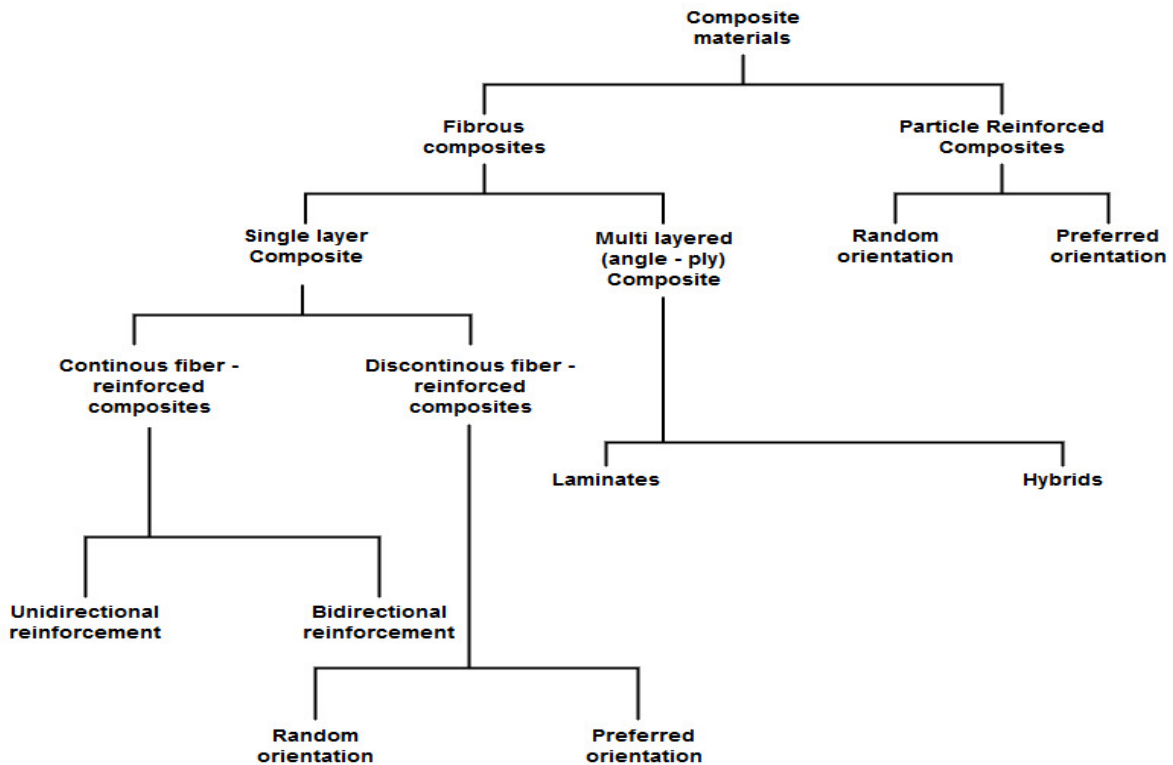 Composite
materials
Fibrous
composites
Particle Reinforced
Composites
Single layer
Composite
Multi layered
(angle - ply)
Composite
Random
orientation
Preferred
orientation
Continous fiber -
reinforced
composites
Discontinous fiber -
reinforced
composites
Laminates
Hybrids
Unidirectional
reinforcement
Bidirectional
reinforcement
Random
orientation
Preferred
orientation